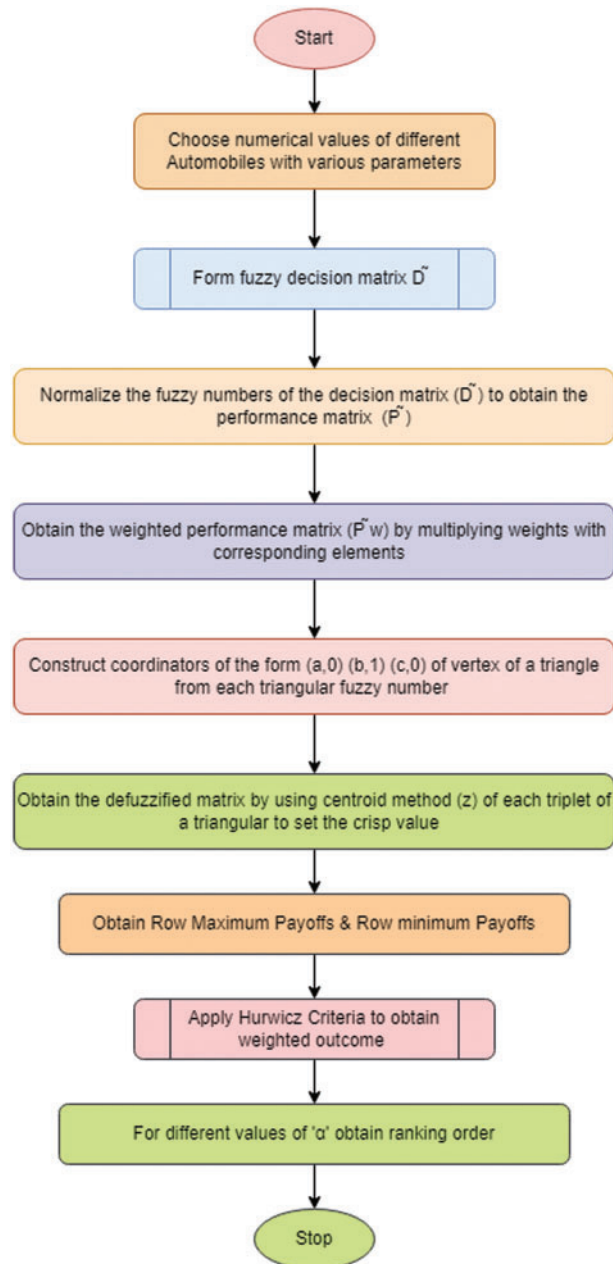 Start
Choose numerical values of different
Automobiles with various parameters
Form fuzzy decision matrix D̃
Normalize the fuzzy numbers of the decision matrix (D̃) to obtain the
performance matrix (P̃)
Obtain the weighted performance matrix (P̃w) by multiplying weights with
corresponding elements
Construct coordinators of the form (a,0) (b,1) (c,0) of vertex of a triangle
from each triangular fuzzy number
Obtain the defuzzified matrix by using centroid method (z) of each triplet of
a triangular to set the crisp value
Obtain Row Maximum Payoffs & Row minimum Payoffs
Apply Hurwicz Criteria to obtain
weighted outcome
For different values of 'α' obtain ranking order
Stop